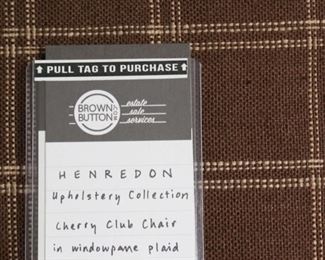 PULL TAG TO PURCHASE
BROWN
BUTTON
estate
sale
services
HENREDON
Upholstery Collection
Cherry Club Chair
in windowpane plaid